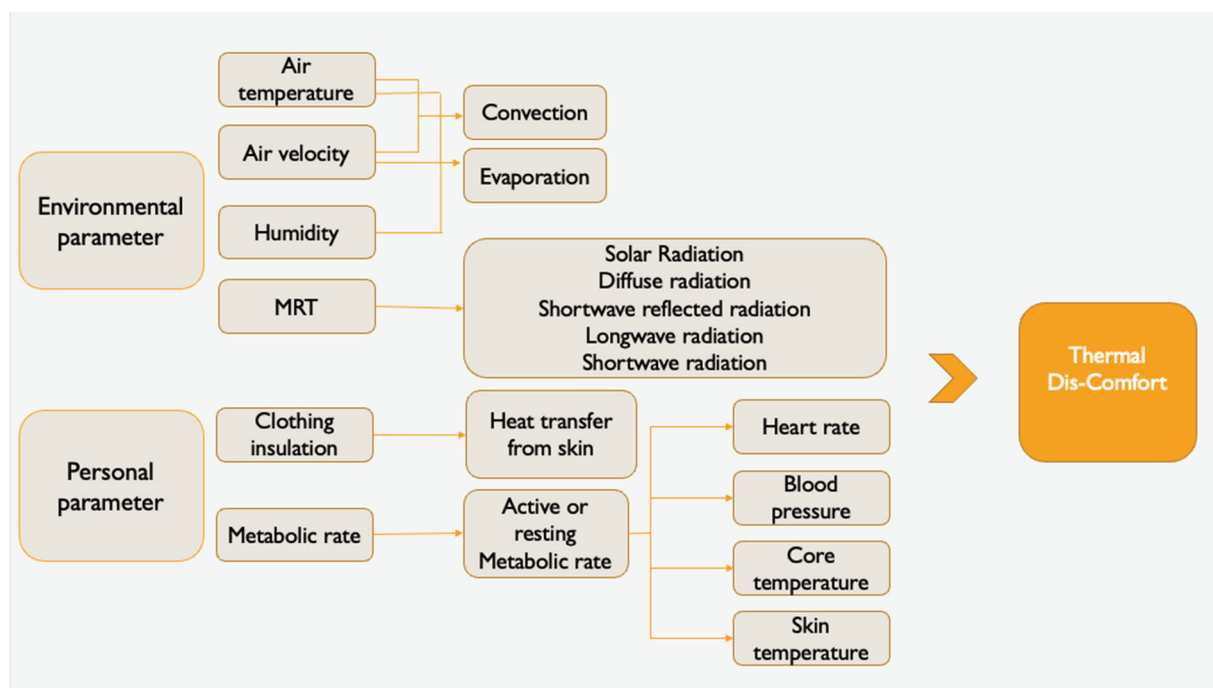 Environmental
parameter
Air
temperature
Air velocity
Humidity
MRT
Convection
Evaporation
Solar Radiation
Diffuse radiation
Shortwave reflected radiation
Longwave radiation
Shortwave radiation
Personal
parameter
Clothing
insulation
Metabolic rate
Heat transfer
from skin
Active or
resting
Metabolic rate
Heart rate
Blood
pressure
Core
temperature
Skin
temperature
Thermal
Dis-Comfort